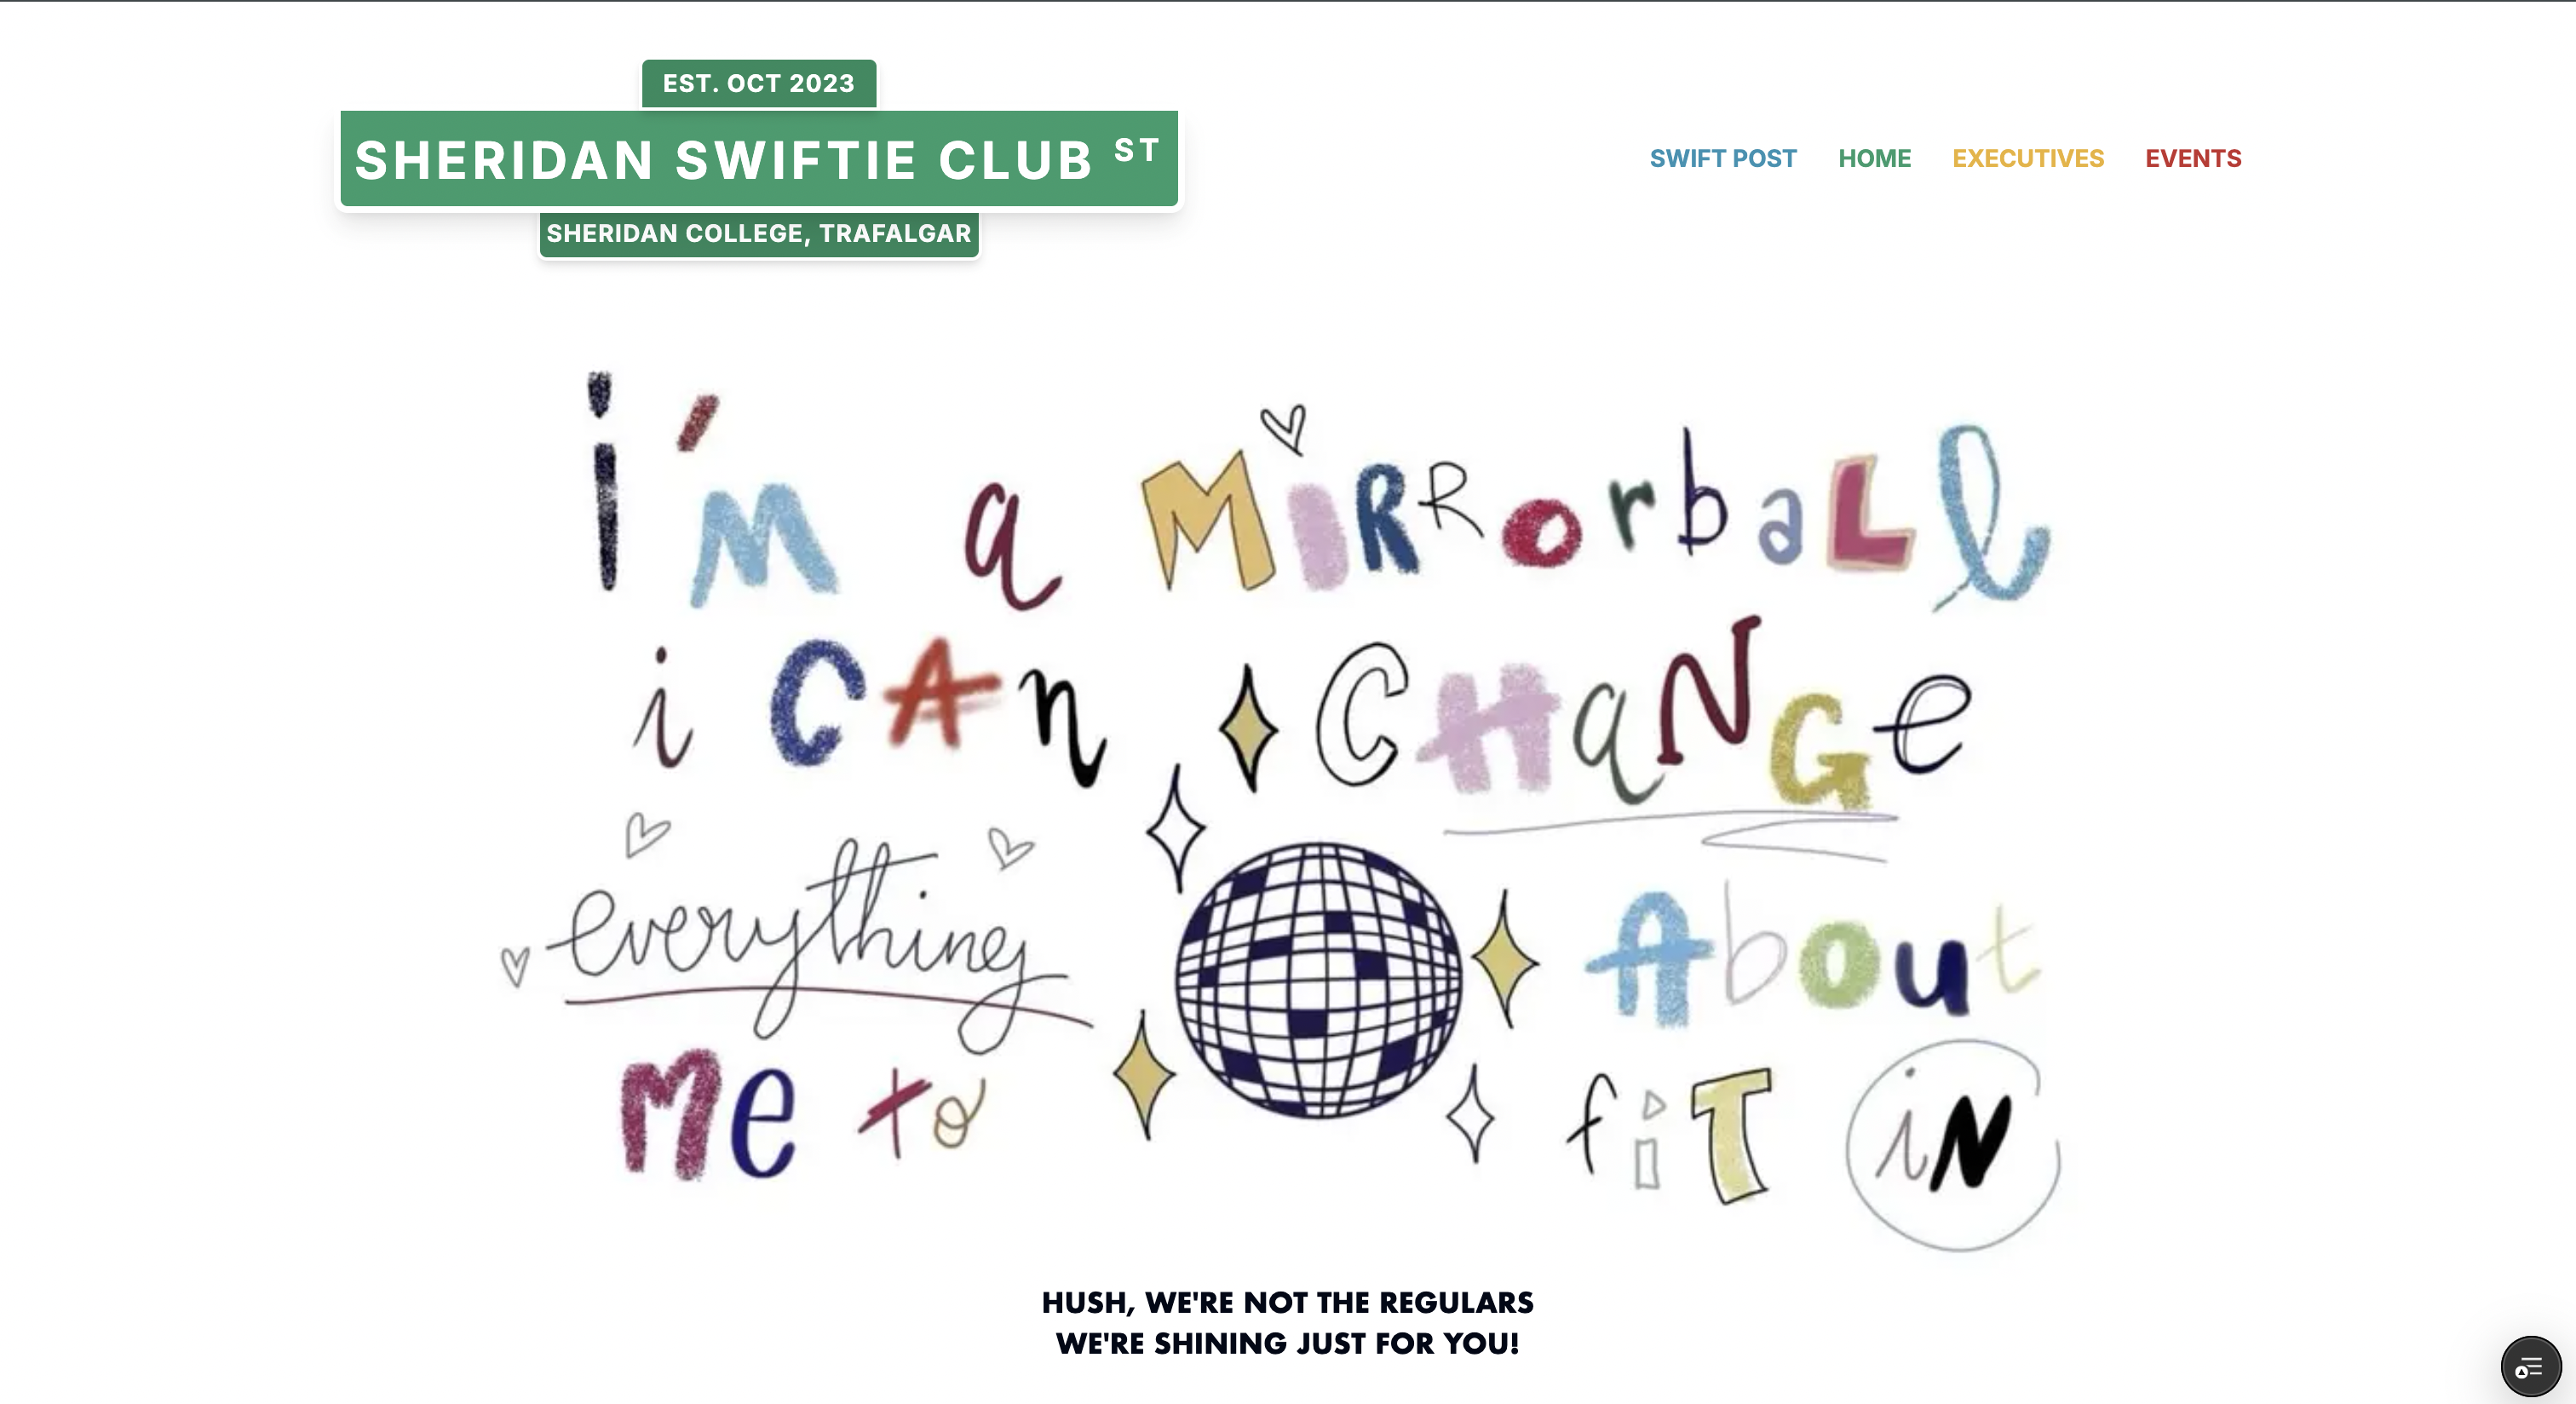 EST. OCT 2023
SHERIDAN SWIFTIE CLUB ST
SHERIDAN COLLEGE, TRAFALGAR
SWIFT POST HOME EXECUTIVES EVENTS
i'm a MiRRorbaLl
i CAn CHaNGe
everything About
me to fiT iN
HUSH, WE'RE NOT THE REGULARS
WE'RE SHINING JUST FOR YOU!